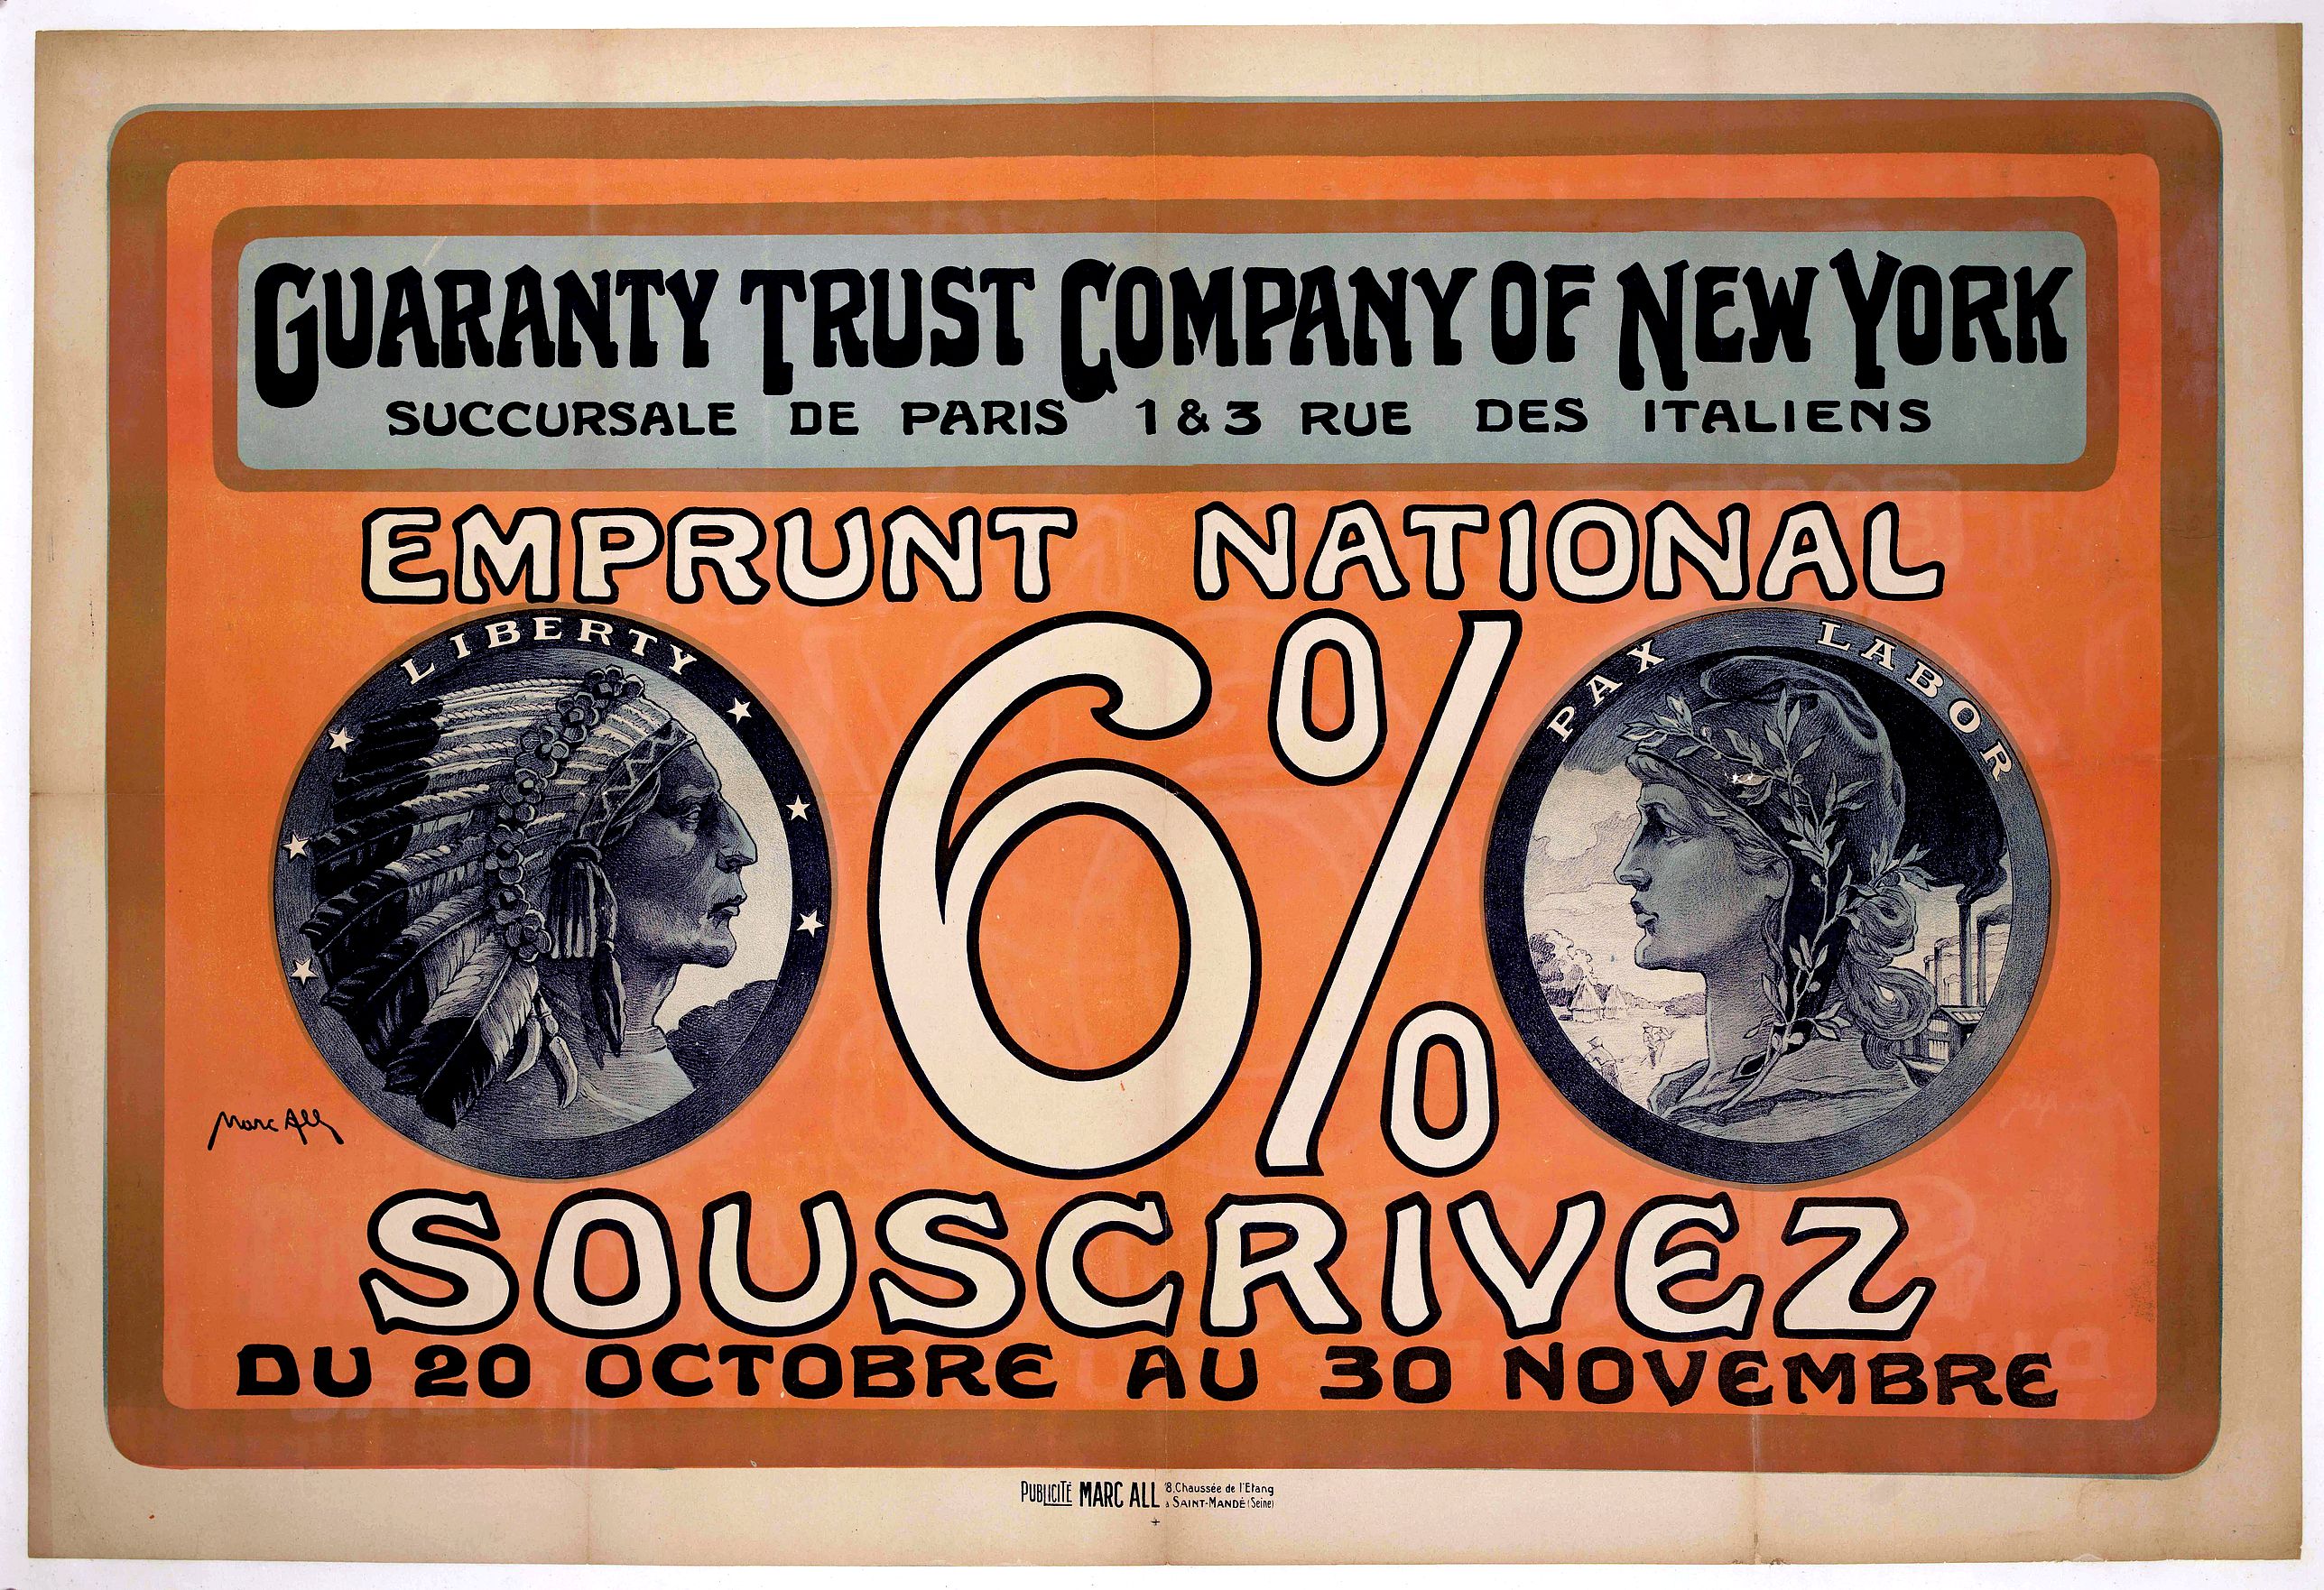 GUARANTY TRUST COMPANY OF NEW YORK
SUCCURSALE DE PARIS 1 & 3 RUE DES ITALIENS
EMPRUNT NATIONAL
LIBERTY
6%
PAX LABOR
Marc All
SOUSCRIVEZ
DU 20 OCTOBRE AU 30 NOVEMBRE
PUBLICITÉ MARC ALL 8, Chaussée de l'Etang
à SAINT-MANDÉ (Seine)